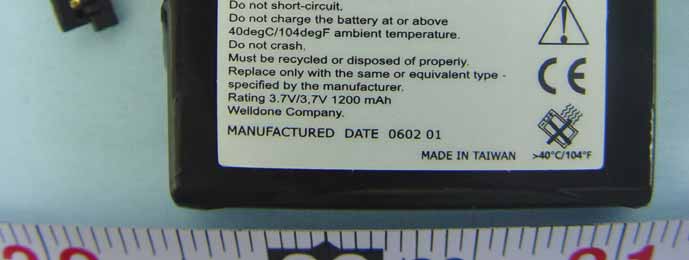 Do not short-circuit.
Do not charge the battery at or above
40degC/104degF ambient temperature.
Do not crash.
Must be recycled or disposed of properly.
Replace only with the same or equivalent type -
specified by the manufacturer.
Rating 3.7V/3,7V 1200 mAh
Welldone Company.
MANUFACTURED DATE 0602 01
MADE IN TAIWAN >40°C/104°F
CE